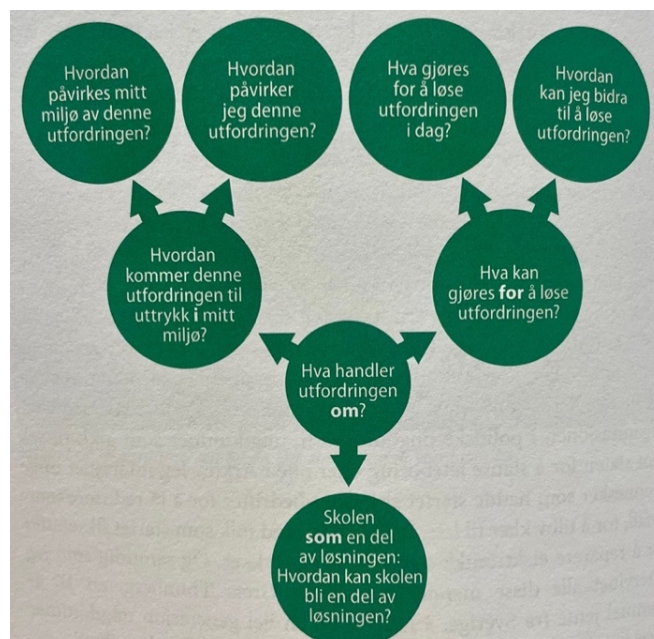 Hvordan
påvirkes mitt
miljø av denne
utfordringen?
Hvordan
påvirker
jeg denne
utfordringen?
Hva gjøres
for å løse
utfordringen
i dag?
Hvordan
kan jeg bidra
til å løse
utfordringen?
Hvordan
kommer denne
utfordringen til
uttrykk i mitt
miljø?
Hva kan
gjøres for å løse
utfordringen?
Hva handler
utfordringen
om?
Skolen
som en del
av løsningen:
Hvordan kan skolen
bli en del av
løsningen?